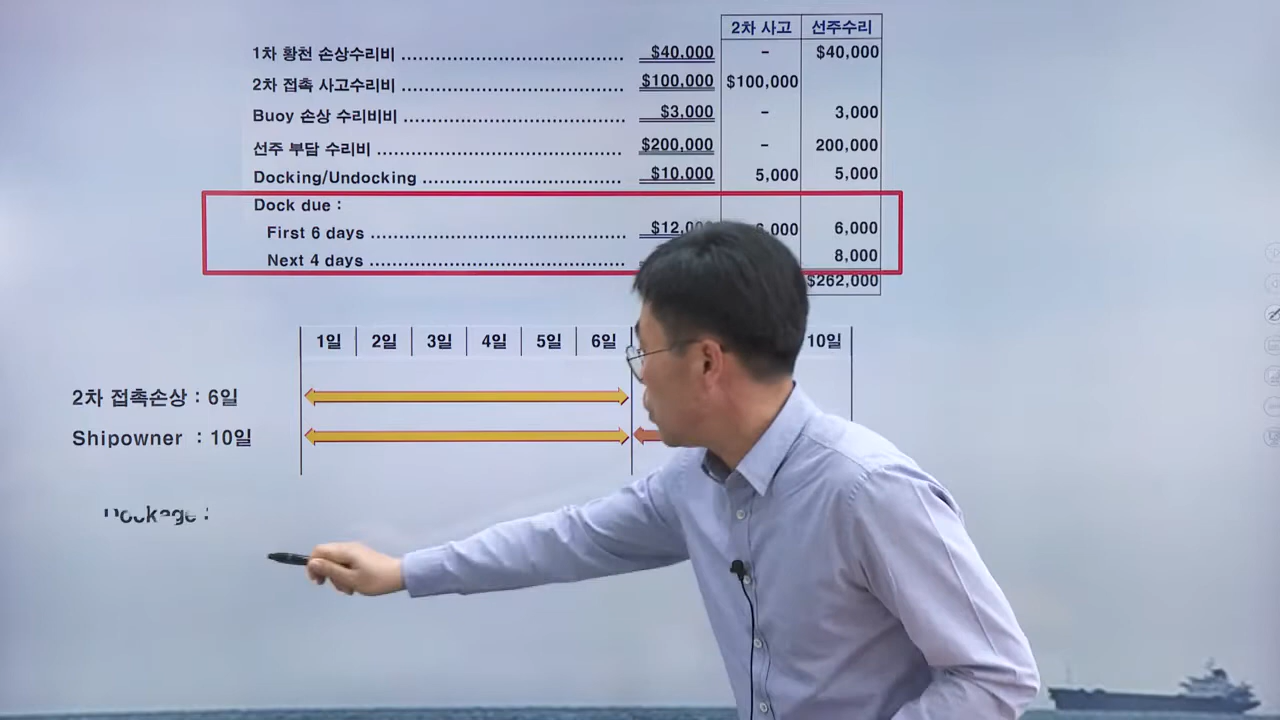 2차 사고 선주수리
1차 황천 손상수리비 ........................................ $40,000 – $40,000
2차 접촉 사고수리비 ........................................ $100,000 $100,000
Buoy 손상 수리비비 ........................................ $3,000 – 3,000
선주 부담 수리비 ............................................ $200,000 – 200,000
Docking/Undocking .................................... $10,000 5,000 5,000
Dock due :
First 6 days .............................................. 6,000
Next 4 days .............................................. 8,000
$262,000
1일 2일 3일 4일 5일 6일 10일
2차 접촉손상 : 6일
Shipowner : 10일
Dockage :